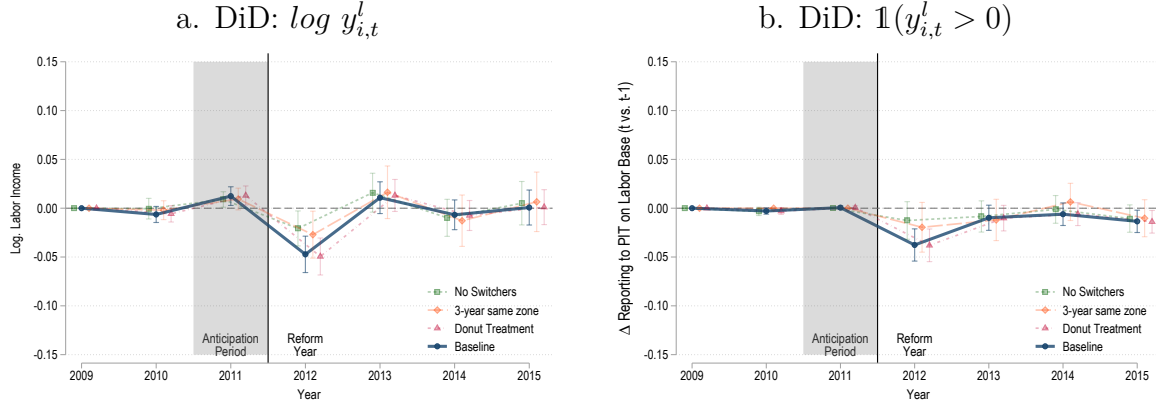 a. DiD: log y^l_{i,t}
0.15
0.10
0.05
0.00
-0.05
-0.10
-0.15
Log. Labor Income
No Switchers
3-year same zone
Donut Treatment
Baseline
Anticipation
Period
Reform
Year
2009 2010 2011 2012 2013 2014 2015
Year
b. DiD: 𝟙(y^l_{i,t} > 0)
0.15
0.10
0.05
0.00
-0.05
-0.10
-0.15
Δ Reporting to PIT on Labor Base (t vs. t-1)
No Switchers
3-year same zone
Donut Treatment
Baseline
Anticipation
Period
Reform
Year
2009 2010 2011 2012 2013 2014 2015
Year